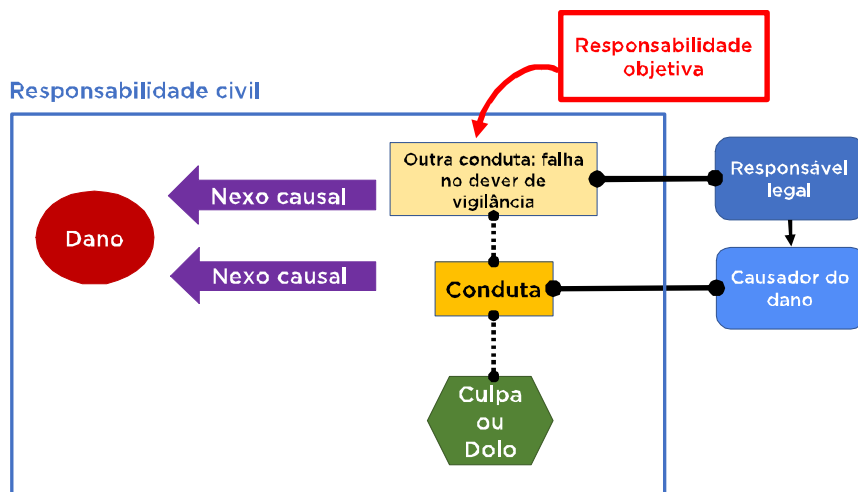 Responsabilidade
objetiva
Responsabilidade civil
Outra conduta: falha
no dever de
vigilância
Responsável
legal
Nexo causal
Dano
Nexo causal
Conduta
Causador do
dano
Culpa
ou
Dolo